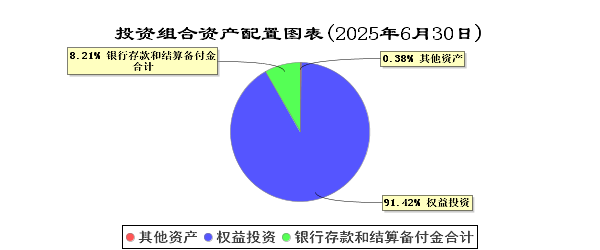 投资组合资产配置图表(2025年6月30日)
8.21% 银行存款和结算备付金
合计
0.38% 其他资产
91.42% 权益投资
其他资产 权益投资 银行存款和结算备付金合计